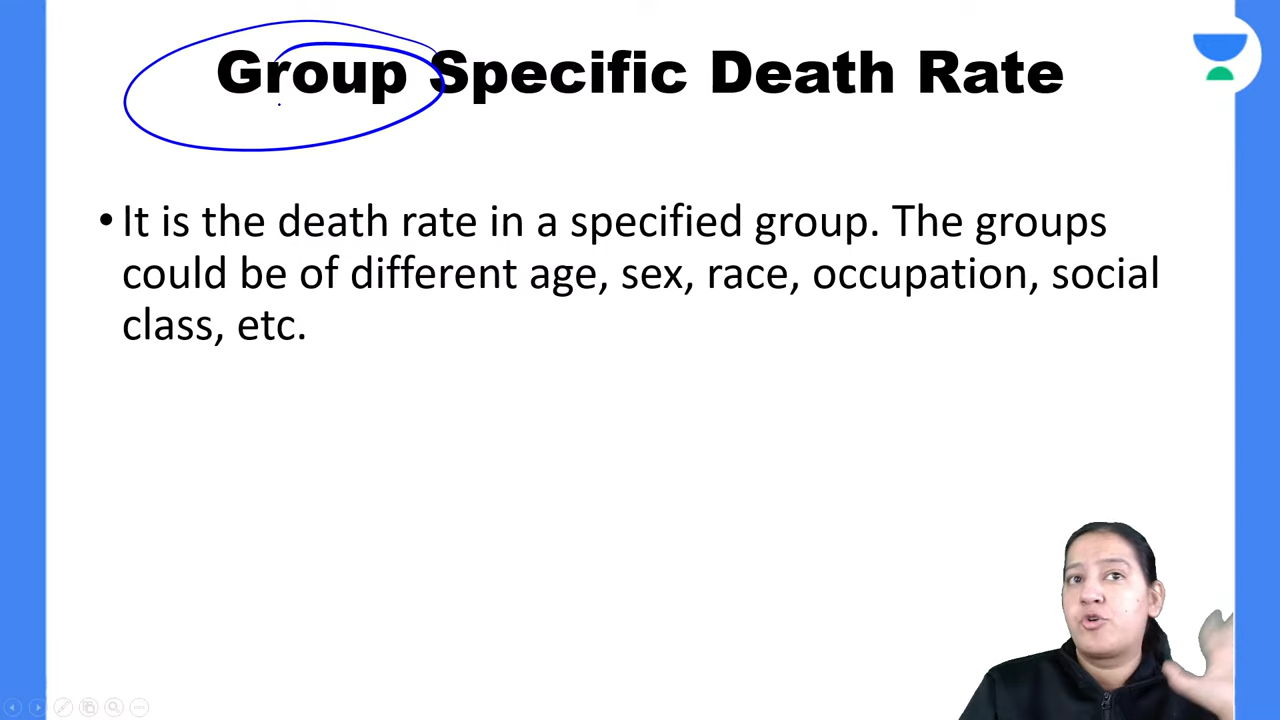 Group Specific Death Rate
• It is the death rate in a specified group. The groups
could be of different age, sex, race, occupation, social
class, etc.